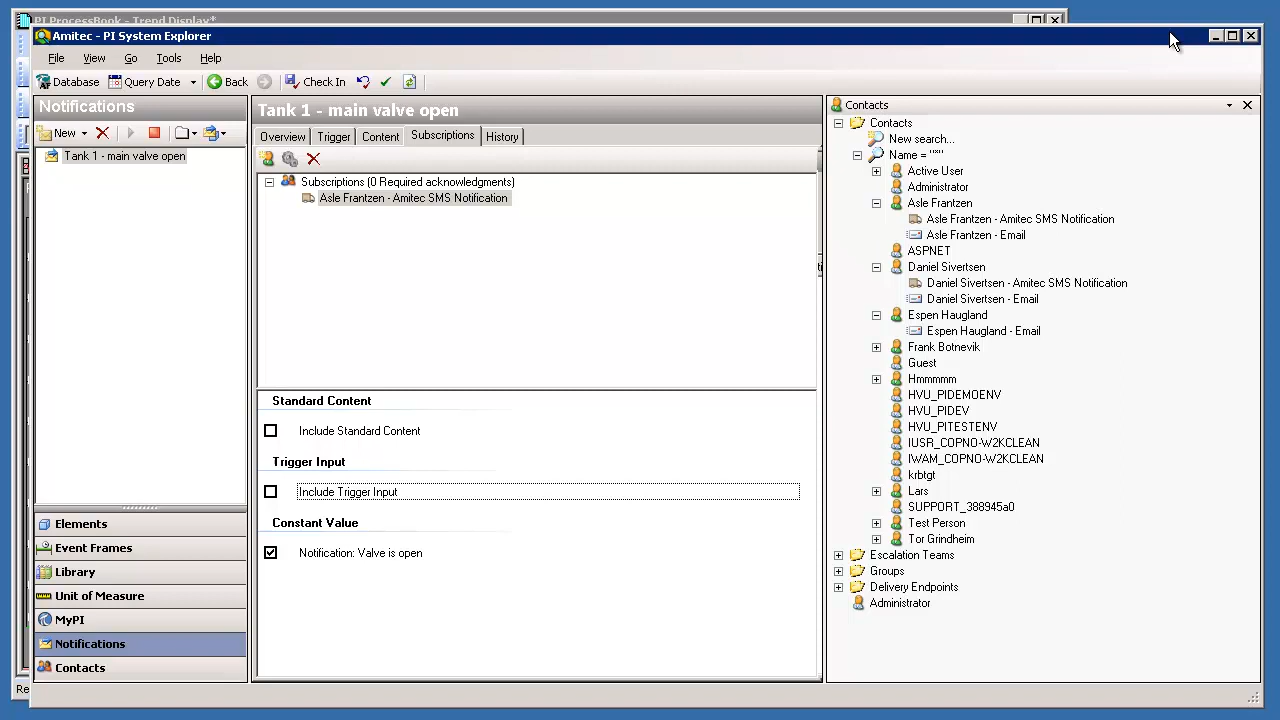 PI ProcessBook - Trend Display*
Amitec - PI System Explorer
File View Go Tools Help
Database Query Date Back Check In
Notifications
New
Tank 1 - main valve open
Elements
Event Frames
Library
Unit of Measure
MyPI
Notifications
Contacts
Re
Tank 1 - main valve open
Overview Trigger Content Subscriptions History
Subscriptions (0 Required acknowledgments)
Asle Frantzen - Amitec SMS Notification
Standard Content
Include Standard Content
Trigger Input
Include Trigger Input
Constant Value
Notification: Valve is open
Contacts
Contacts
New search...
Name = "*"
Active User
Administrator
Asle Frantzen
Asle Frantzen - Amitec SMS Notification
Asle Frantzen - Email
ASPNET
Daniel Sivertsen
Daniel Sivertsen - Amitec SMS Notification
Daniel Sivertsen - Email
Espen Haugland
Espen Haugland - Email
Frank Botnevik
Guest
Hmmmmm
HVU_PIDEMOENV
HVU_PIDEV
HVU_PITESTENV
IUSR_COPNO-W2KCLEAN
IWAM_COPNO-W2KCLEAN
krbtgt
Lars
SUPPORT_388945a0
Test Person
Tor Grindheim
Escalation Teams
Groups
Delivery Endpoints
Administrator